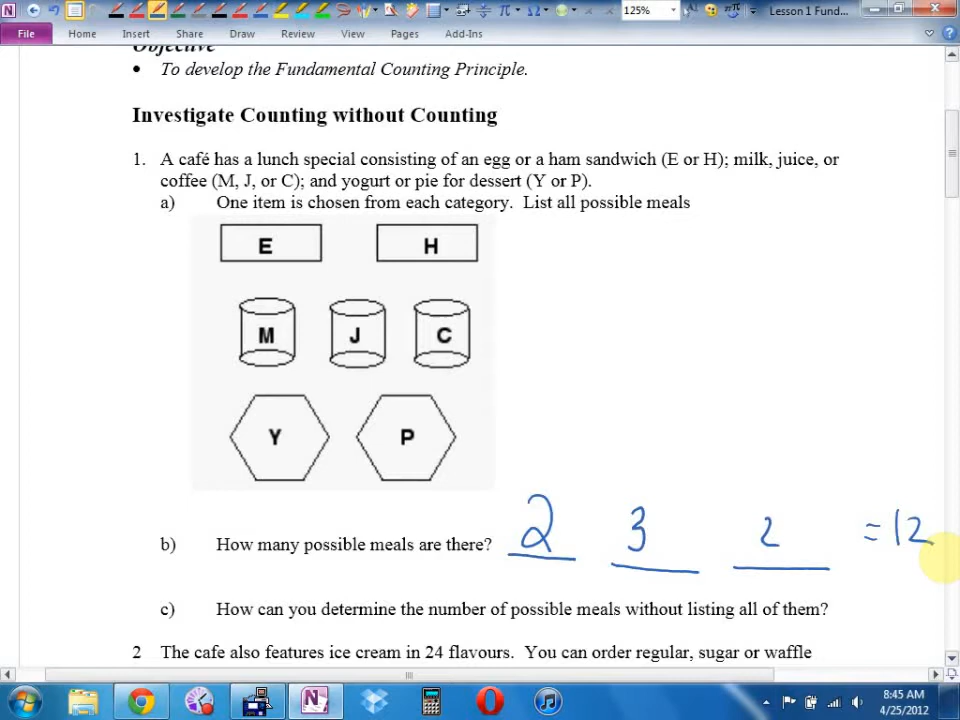 125%
Lesson 1 Fund...
File Home Insert Share Draw Review View Pages Add-Ins
Objective
• To develop the Fundamental Counting Principle.
Investigate Counting without Counting
1. A café has a lunch special consisting of an egg or a ham sandwich (E or H); milk, juice, or
coffee (M, J, or C); and yogurt or pie for dessert (Y or P).
a) One item is chosen from each category. List all possible meals
E H
M J C
Y P
b) How many possible meals are there? 2 3 2 = 12
c) How can you determine the number of possible meals without listing all of them?
2 The cafe also features ice cream in 24 flavours. You can order regular, sugar or waffle
8:45 AM
4/25/2012